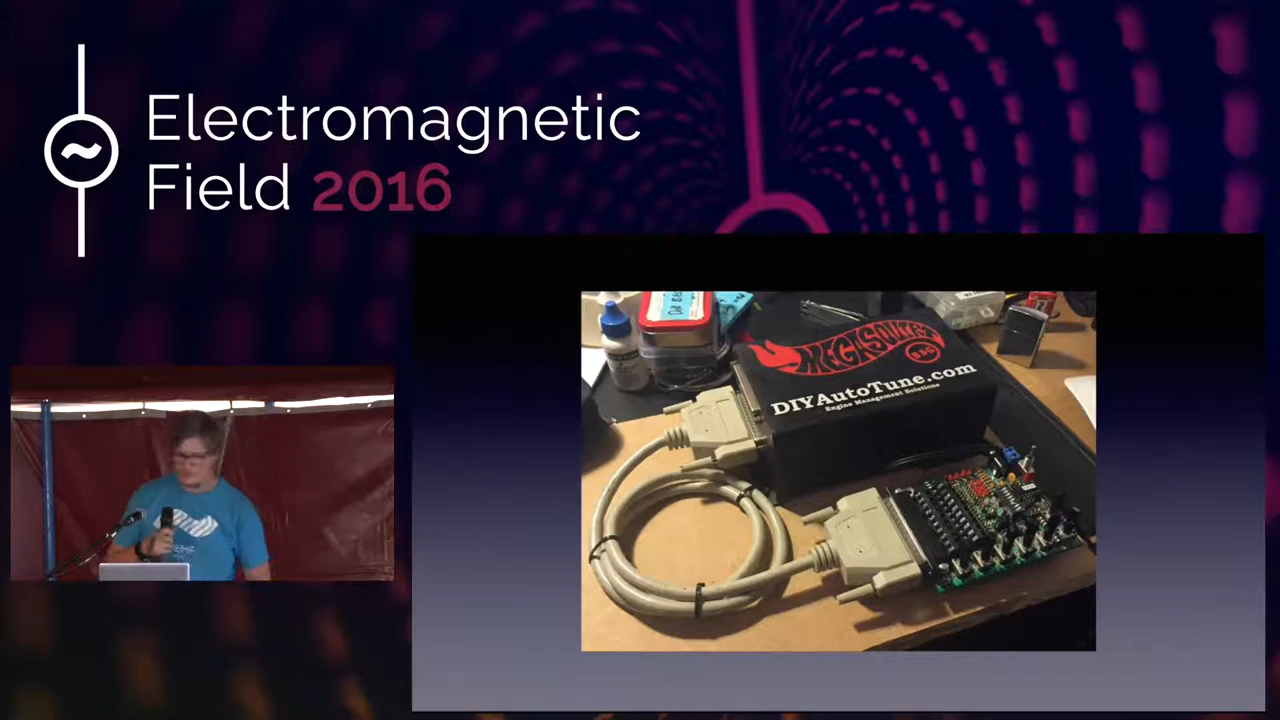 Electromagnetic
Field 2016
MEGASQUIRT
DIYAutoTune.com
Engine Management Solutions